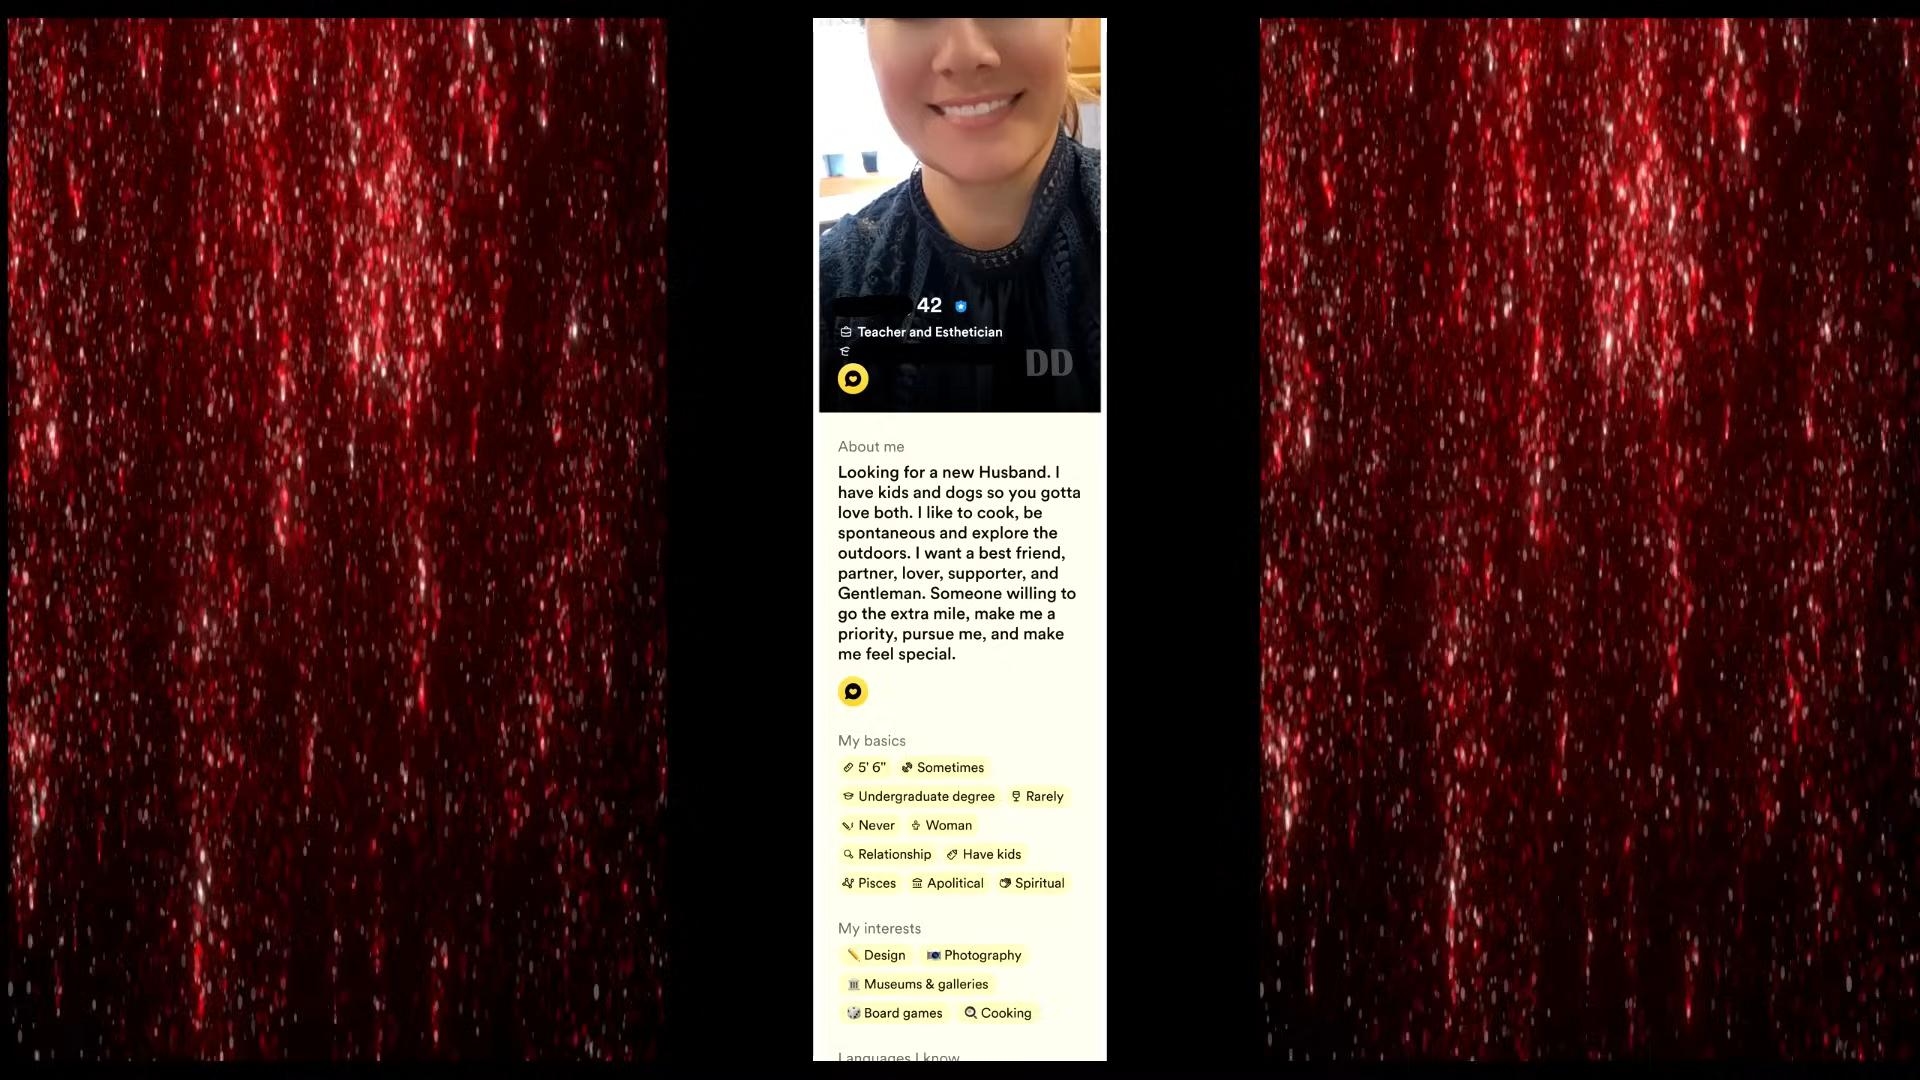 42
Teacher and Esthetician
DD
About me
Looking for a new Husband. I
have kids and dogs so you gotta
love both. I like to cook, be
spontaneous and explore the
outdoors. I want a best friend,
partner, lover, supporter, and
Gentleman. Someone willing to
go the extra mile, make me a
priority, pursue me, and make
me feel special.
My basics
5' 6" Sometimes
Undergraduate degree Rarely
Never Woman
Relationship Have kids
Pisces Apolitical Spiritual
My interests
Design Photography
Museums & galleries
Board games Cooking
Languages I know